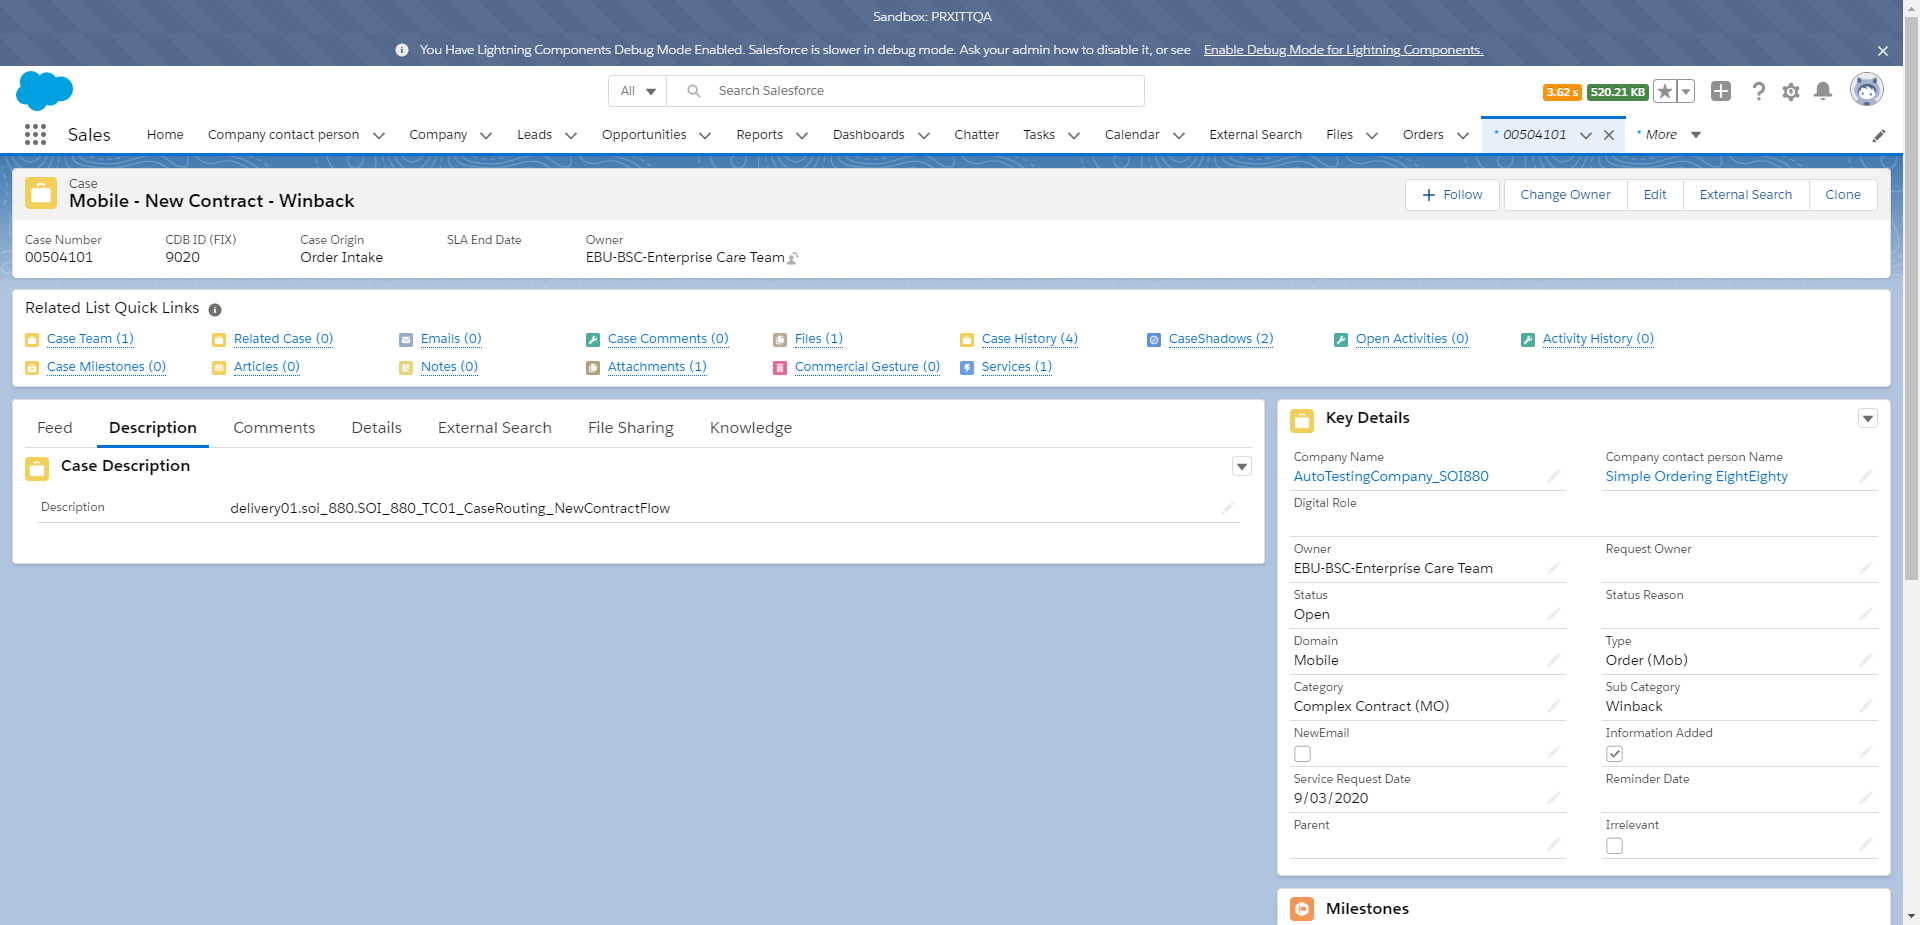 Sandbox: PRXITTQA
You Have Lightning Components Debug Mode Enabled. Salesforce is slower in debug mode. Ask your admin how to disable it, or see Enable Debug Mode for Lightning Components.
All Search Salesforce 3.62 s 520.21 KB
Sales Home Company contact person Company Leads Opportunities Reports Dashboards Chatter Tasks Calendar External Search Files Orders * 00504101 * More
Case
Mobile - New Contract - Winback
Follow Change Owner Edit External Search Clone
Case Number CDB ID (FIX) Case Origin SLA End Date Owner
00504101 9020 Order Intake EBU-BSC-Enterprise Care Team
Related List Quick Links
Case Team (1) Related Case (0) Emails (0) Case Comments (0) Files (1) Case History (4) CaseShadows (2) Open Activities (0) Activity History (0)
Case Milestones (0) Articles (0) Notes (0) Attachments (1) Commercial Gesture (0) Services (1)
Feed Description Comments Details External Search File Sharing Knowledge
Case Description
Description delivery01.soi_880.SOI_880_TC01_CaseRouting_NewContractFlow
Key Details
Company Name Company contact person Name
AutoTestingCompany_SOI880 Simple Ordering EightEighty
Digital Role
Owner Request Owner
EBU-BSC-Enterprise Care Team
Status Status Reason
Open
Domain Type
Mobile Order (Mob)
Category Sub Category
Complex Contract (MO) Winback
NewEmail Information Added
Service Request Date Reminder Date
9/03/2020
Parent Irrelevant
Milestones